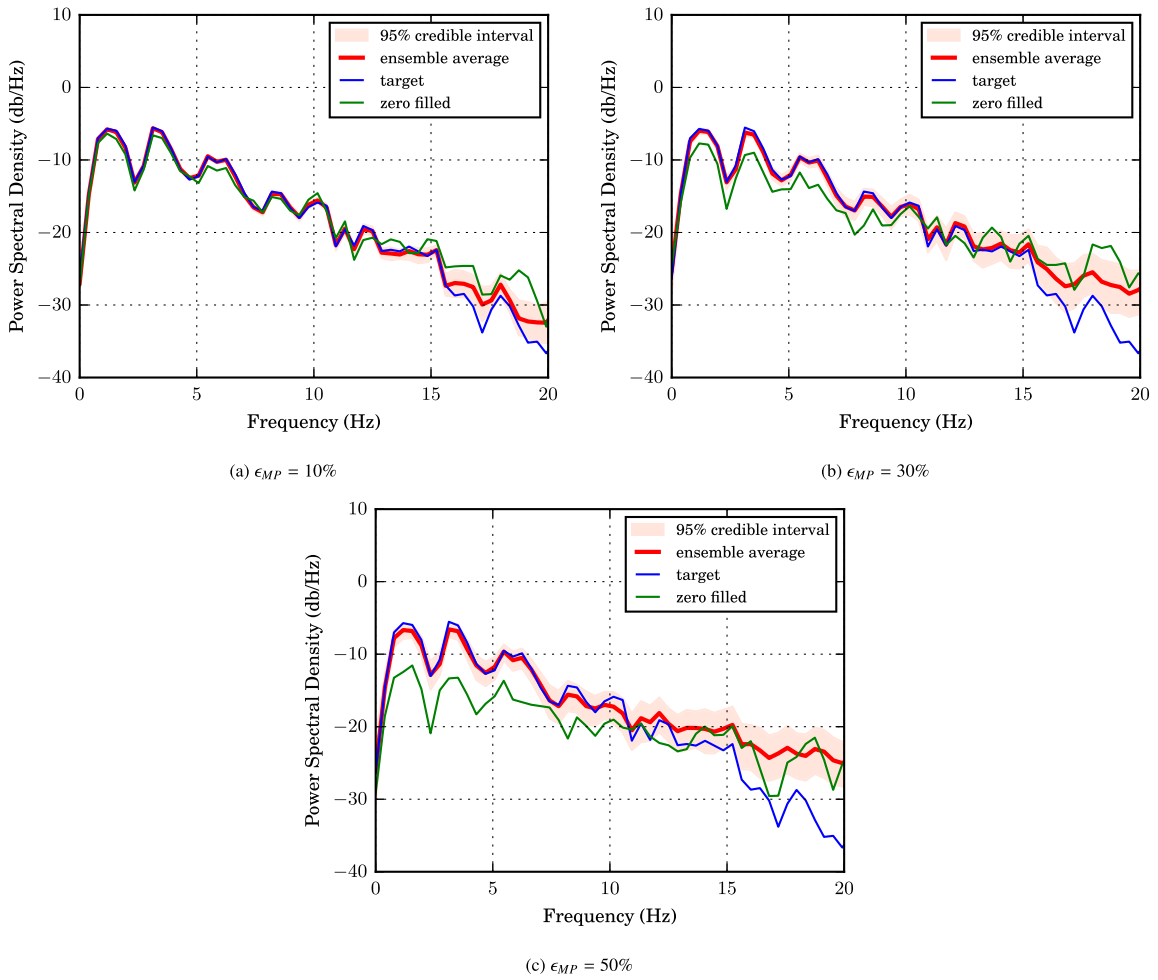 10
0
−10
−20
−30
−40
0
5
10
15
20
Power Spectral Density (db/Hz)
Frequency (Hz)
95% credible interval
ensemble average
target
zero filled
(a) ϵMP = 10%
10
0
−10
−20
−30
−40
0
5
10
15
20
Power Spectral Density (db/Hz)
Frequency (Hz)
95% credible interval
ensemble average
target
zero filled
(b) ϵMP = 30%
10
0
−10
−20
−30
−40
0
5
10
15
20
Power Spectral Density (db/Hz)
Frequency (Hz)
95% credible interval
ensemble average
target
zero filled
(c) ϵMP = 50%